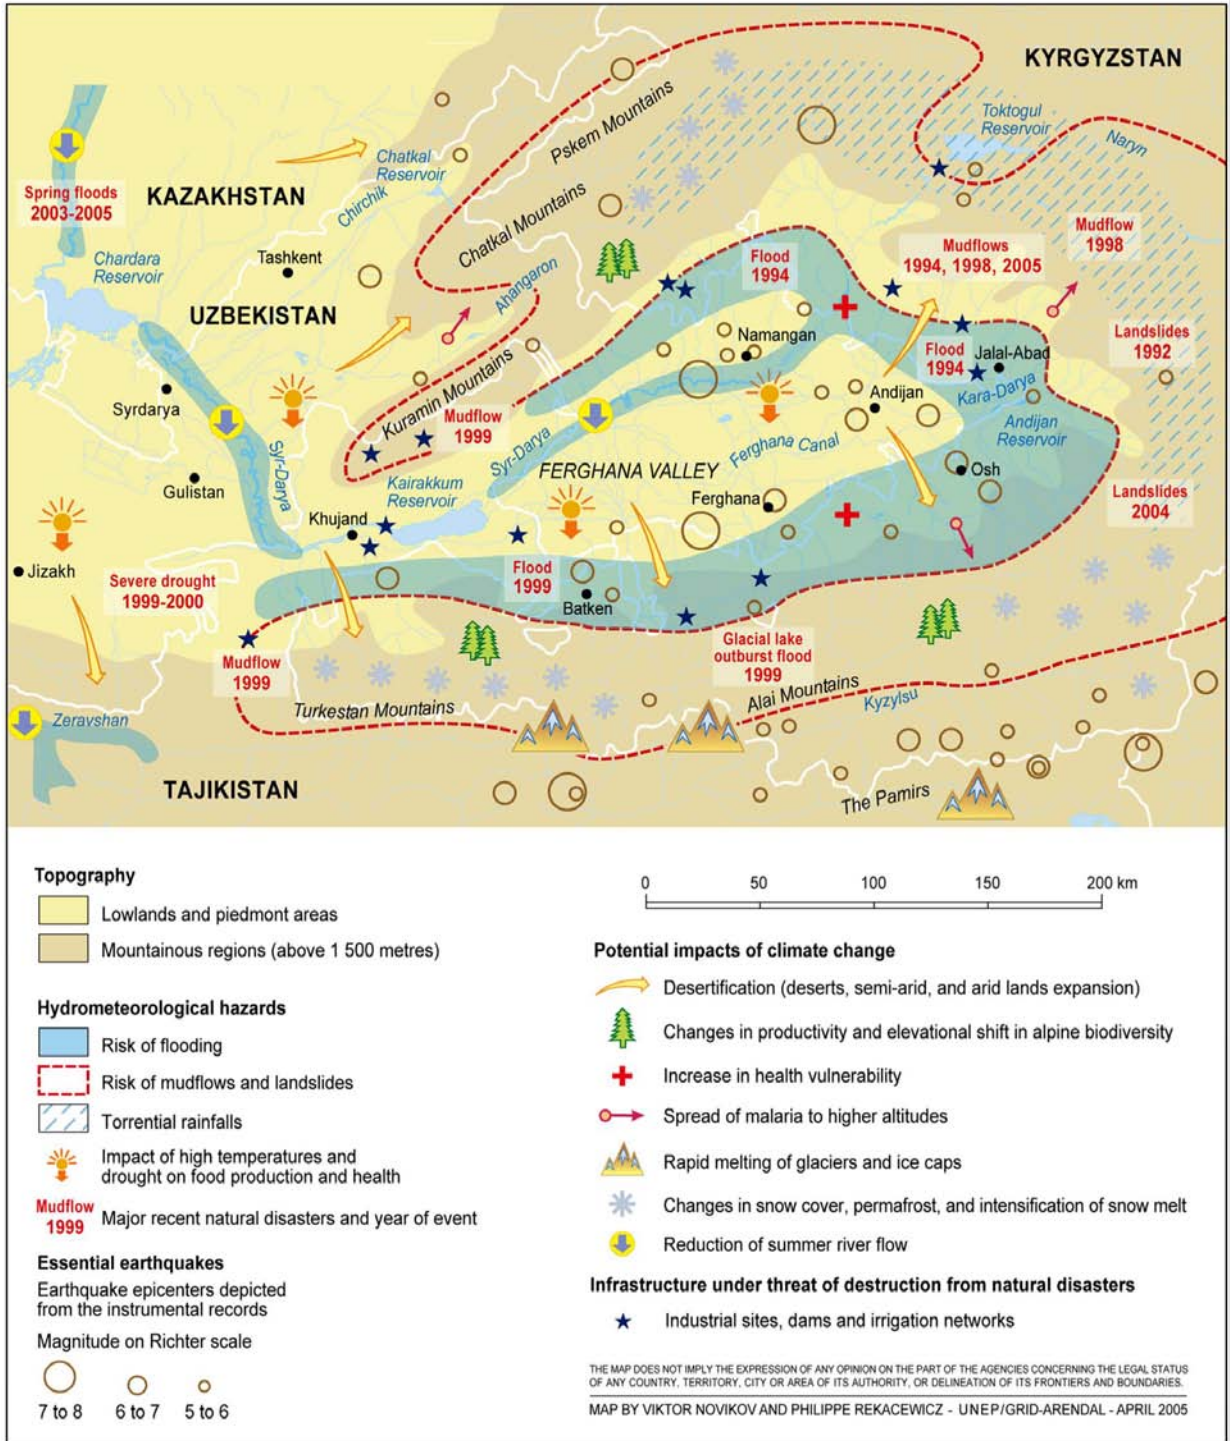 KYRGYZSTAN
Pskem Mountains
Toktogul
Reservoir
Naryn
Chatkal
Reservoir
Chirchik
KAZAKHSTAN
Spring floods
2003-2005
Chatkal Mountains
Mudflow
1998
Mudflows
1994, 1998, 2005
Flood
1994
Chardara
Reservoir
Tashkent
Ahangaron
UZBEKISTAN
Namangan
Flood
1994
Jalal-Abad
Landslides
1992
Kuramin Mountains
Syrdarya
Mudflow
1999
Andijan
Kara-Darya
Andijan
Reservoir
Syr-Darya
Syr-Darya
Ferghana Canal
FERGHANA VALLEY
Osh
Gulistan
Kairakkum
Reservoir
Ferghana
Landslides
2004
Khujand
Jizakh
Severe drought
1999-2000
Flood
1999
Batken
Mudflow
1999
Glacial lake
outburst flood
1999
Turkestan Mountains
Alai Mountains
Kyzylsu
Zeravshan
TAJIKISTAN
The Pamirs
Topography
Lowlands and piedmont areas
Mountainous regions (above 1 500 metres)
Hydrometeorological hazards
Risk of flooding
Risk of mudflows and landslides
Torrential rainfalls
Impact of high temperatures and
drought on food production and health
Mudflow
1999
Major recent natural disasters and year of event
Essential earthquakes
Earthquake epicenters depicted
from the instrumental records
Magnitude on Richter scale
7 to 8 6 to 7 5 to 6
0 50 100 150 200 km
Potential impacts of climate change
Desertification (deserts, semi-arid, and arid lands expansion)
Changes in productivity and elevational shift in alpine biodiversity
Increase in health vulnerability
Spread of malaria to higher altitudes
Rapid melting of glaciers and ice caps
Changes in snow cover, permafrost, and intensification of snow melt
Reduction of summer river flow
Infrastructure under threat of destruction from natural disasters
Industrial sites, dams and irrigation networks
THE MAP DOES NOT IMPLY THE EXPRESSION OF ANY OPINION ON THE PART OF THE AGENCIES CONCERNING THE LEGAL STATUS
OF ANY COUNTRY, TERRITORY, CITY OR AREA OF ITS AUTHORITY, OR DELINEATION OF ITS FRONTIERS AND BOUNDARIES.
MAP BY VIKTOR NOVIKOV AND PHILIPPE REKACEWICZ - UNEP/GRID-ARENDAL - APRIL 2005